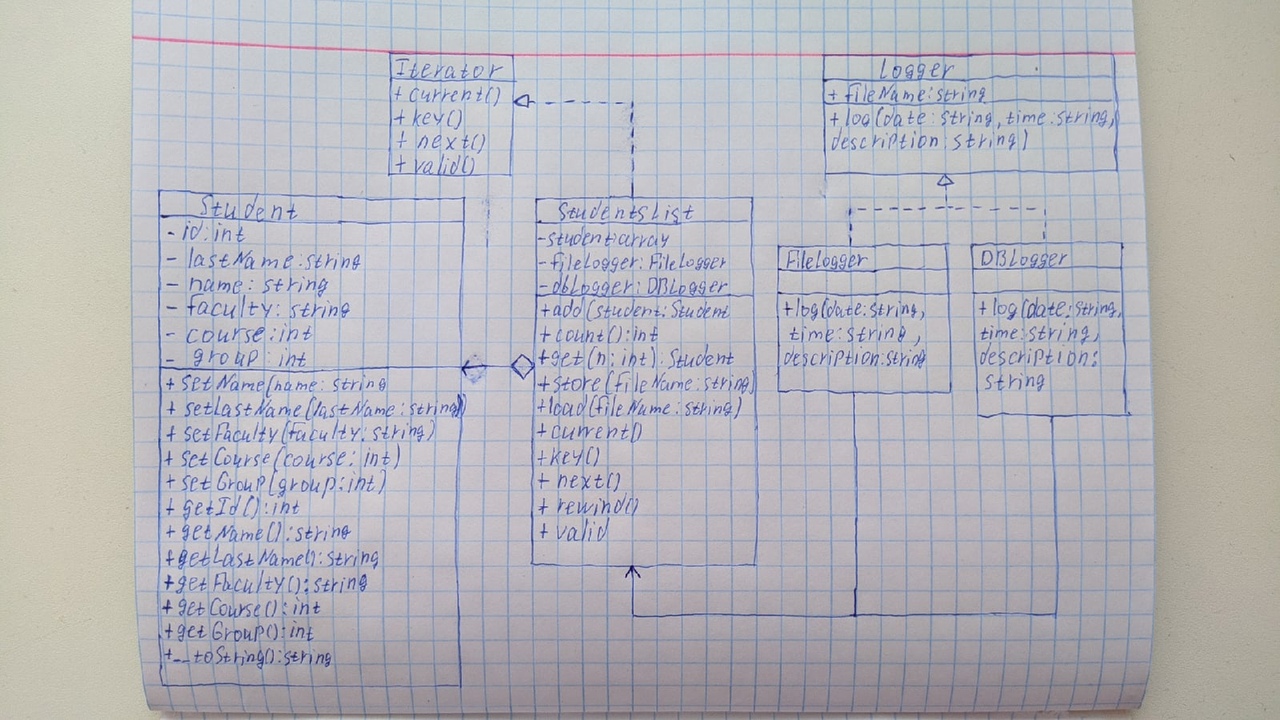 Iterator
+ current()
+ key()
+ next()
+ valid()
Logger
+ fileName:string
+ log(date:string, time:string,
description:string)
Student
- id:int
- lastName:string
- name:string
- faculty:string
- course:int
- group:int
+ setName(name:string
+ setLastName(lastName:string)
+ setFaculty(faculty:string)
+ setCourse(course:int)
+ setGroup(group:int)
+ getId():int
+ getName():string
+ getLastName():string
+ getFaculty():string
+ getCourse():int
+ getGroup():int
+__toString():string
StudentsList
-student:array
- fileLogger:FileLogger
- dbLogger:DBLogger
+add(student:Student
+ count():int
+get(n:int):Student
+store(fileName:string)
+load(fileName:string)
+current()
+key()
+ next()
+ rewind()
+ valid
FileLogger
+log(date:string,
time:string,
description:string
DBLogger
+log(date:string,
time:string,
description:
string